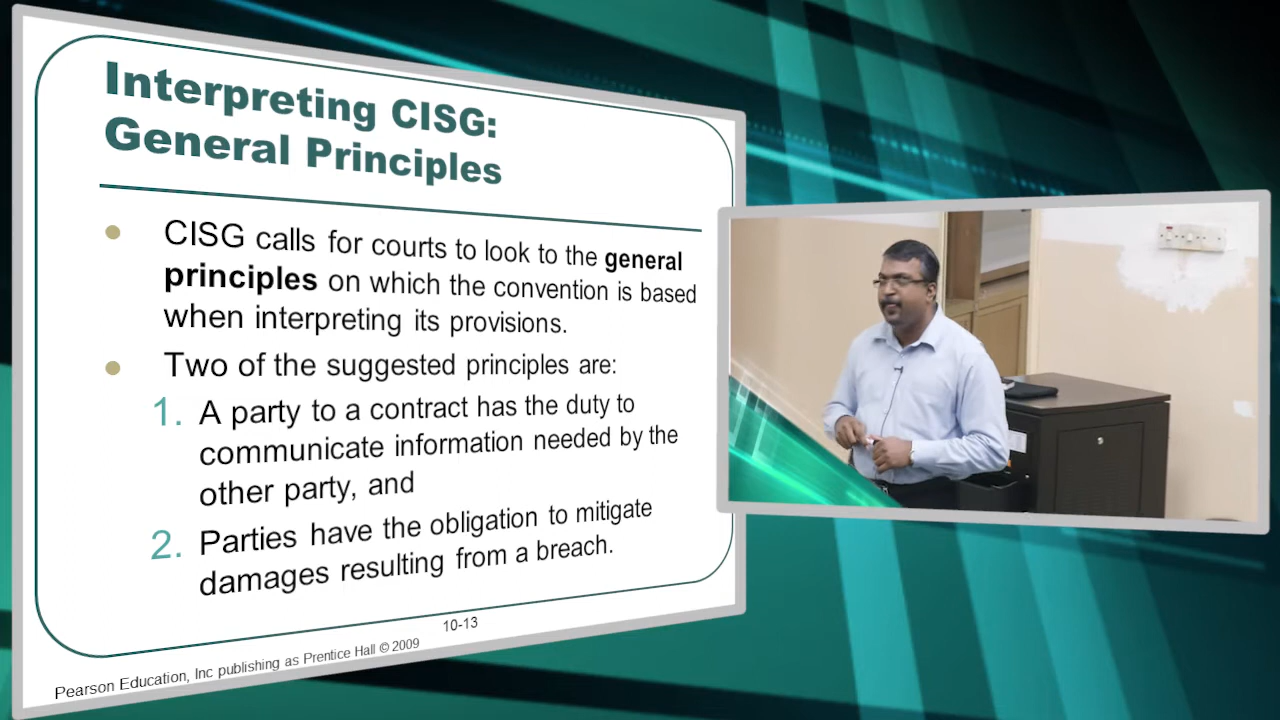 Interpreting CISG:
General Principles
CISG calls for courts to look to the general
principles on which the convention is based
when interpreting its provisions.
Two of the suggested principles are:
1. A party to a contract has the duty to
communicate information needed by the
other party, and
2. Parties have the obligation to mitigate
damages resulting from a breach.
10-13
Pearson Education, Inc publishing as Prentice Hall © 2009